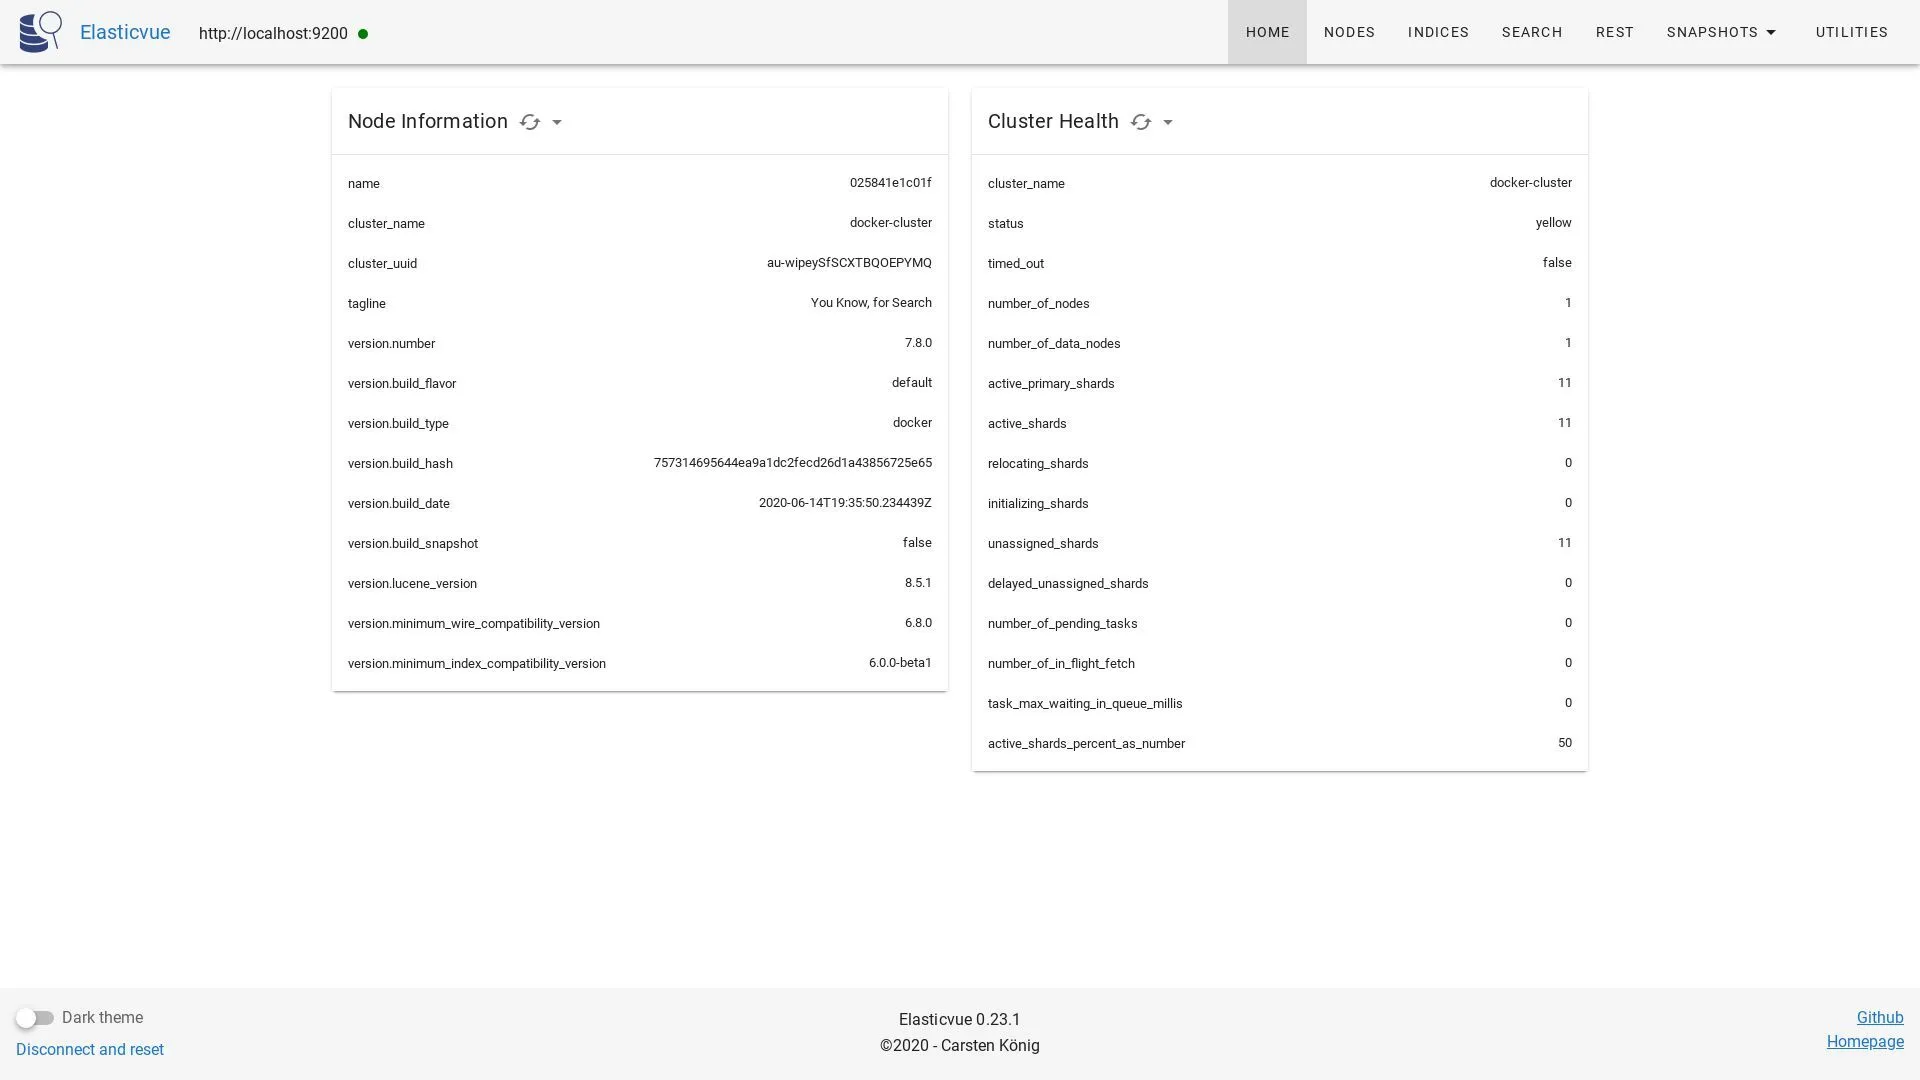 Elasticvue http://localhost:9200 HOME NODES INDICES SEARCH REST SNAPSHOTS UTILITIES
Node Information
name 025841e1c01f
cluster_name docker-cluster
cluster_uuid au-wipeySfSCXTBQOEPYMQ
tagline You Know, for Search
version.number 7.8.0
version.build_flavor default
version.build_type docker
version.build_hash 757314695644ea9a1dc2fecd26d1a43856725e65
version.build_date 2020-06-14T19:35:50.234439Z
version.build_snapshot false
version.lucene_version 8.5.1
version.minimum_wire_compatibility_version 6.8.0
version.minimum_index_compatibility_version 6.0.0-beta1
Cluster Health
cluster_name docker-cluster
status yellow
timed_out false
number_of_nodes 1
number_of_data_nodes 1
active_primary_shards 11
active_shards 11
relocating_shards 0
initializing_shards 0
unassigned_shards 11
delayed_unassigned_shards 0
number_of_pending_tasks 0
number_of_in_flight_fetch 0
task_max_waiting_in_queue_millis 0
active_shards_percent_as_number 50
Dark theme
Disconnect and reset
Elasticvue 0.23.1
©2020 - Carsten König
Github
Homepage